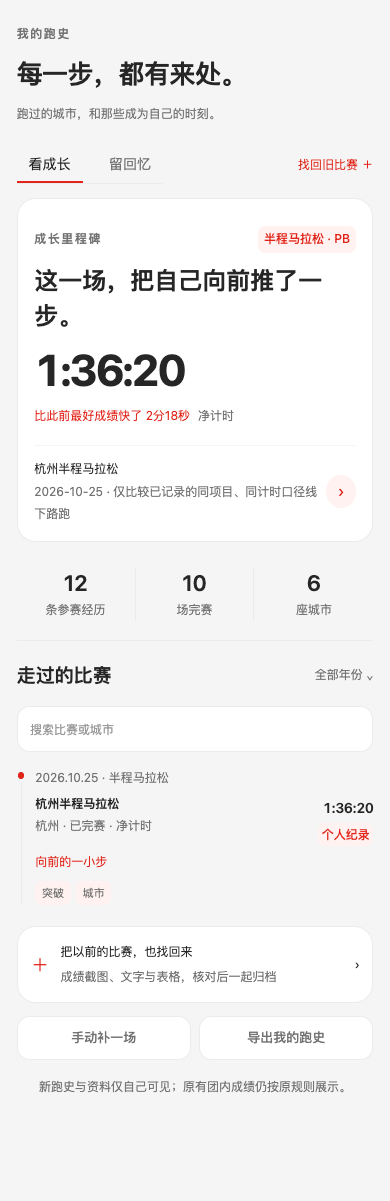 我的跑史
每一步，都有来处。
跑过的城市，和那些成为自己的时刻。
看成长
留回忆
找回旧比赛 ＋
成长里程碑
半程马拉松 · PB
这一场，把自己向前推了一
步。
1:36:20
比此前最好成绩快了 2分18秒 净计时
杭州半程马拉松
2026-10-25 · 仅比较已记录的同项目、同计时口径线
下路跑
›
12
条参赛经历
10
场完赛
6
座城市
走过的比赛
全部年份 ⌄
搜索比赛或城市
2026.10.25 · 半程马拉松
杭州半程马拉松
1:36:20
杭州 · 已完赛 · 净计时
个人纪录
向前的一小步
突破
城市
＋
把以前的比赛，也找回来
成绩截图、文字与表格，核对后一起归档
›
手动补一场
导出我的跑史
新跑史与资料仅自己可见；原有团内成绩仍按原规则展示。